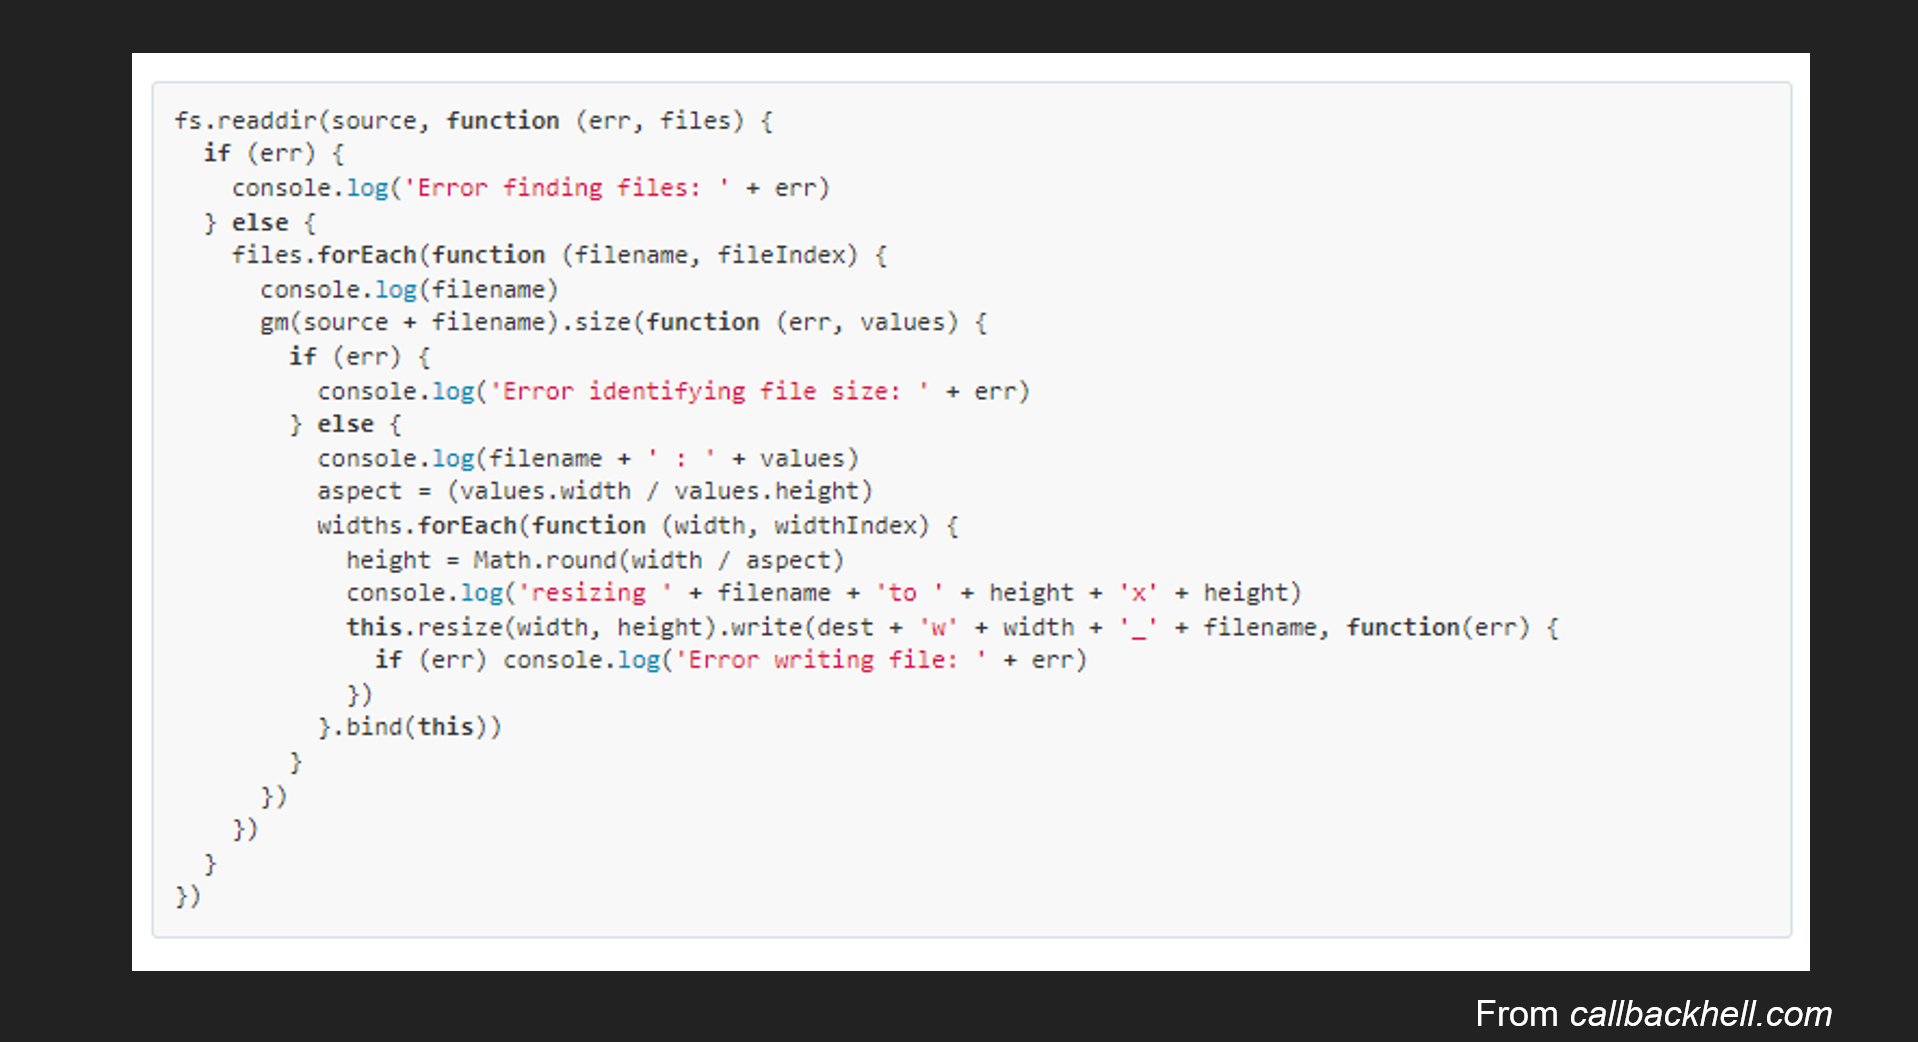 fs.readdir(source, function (err, files) {
  if (err) {
    console.log('Error finding files: ' + err)
  } else {
    files.forEach(function (filename, fileIndex) {
      console.log(filename)
      gm(source + filename).size(function (err, values) {
        if (err) {
          console.log('Error identifying file size: ' + err)
        } else {
          console.log(filename + ' : ' + values)
          aspect = (values.width / values.height)
          widths.forEach(function (width, widthIndex) {
            height = Math.round(width / aspect)
            console.log('resizing ' + filename + 'to ' + height + 'x' + height)
            this.resize(width, height).write(dest + 'w' + width + '_' + filename, function(err) {
              if (err) console.log('Error writing file: ' + err)
            })
          }.bind(this))
        }
      })
    })
  }
})
From callbackhell.com